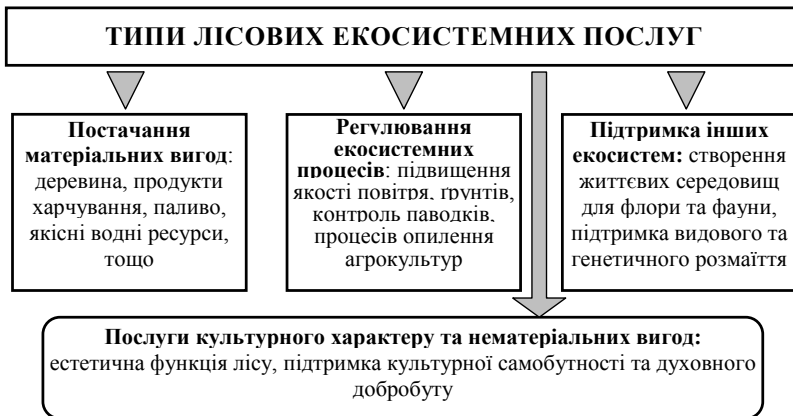 ТИПИ ЛІСОВИХ ЕКОСИСТЕМНИХ ПОСЛУГ
Постачання
матеріальних вигод:
деревина, продукти
харчування, паливо,
якісні водні ресурси,
тощо
Регулювання
екосистемних
процесів: підвищення
якості повітря, ґрунтів,
контроль паводків,
процесів опилення
агрокультур
Підтримка інших
екосистем: створення
життєвих середовищ
для флори та фауни,
підтримка видового та
генетичного розмаїття
Послуги культурного характеру та нематеріальних вигод:
естетична функція лісу, підтримка культурної самобутності та духовного
добробуту